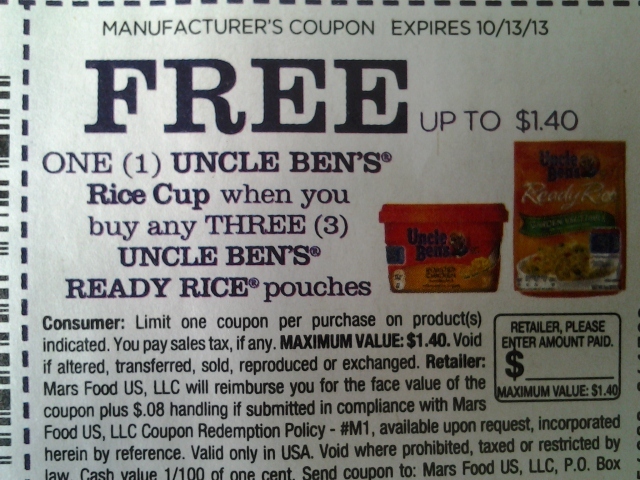 MANUFACTURER'S COUPON EXPIRES 10/13/13
FREE UP TO $1.40
ONE (1) UNCLE BEN'S®
Rice Cup when you
buy any THREE (3)
UNCLE BEN'S®
READY RICE® pouches
Uncle
Ben's
Uncle
Ben's
Ready Rice
Consumer: Limit one coupon per purchase on product(s)
indicated. You pay sales tax, if any. MAXIMUM VALUE: $1.40. Void
if altered, transferred, sold, reproduced or exchanged. Retailer:
Mars Food US, LLC will reimburse you for the face value of the
coupon plus $.08 handling if submitted in compliance with Mars
Food US, LLC Coupon Redemption Policy - #M1, available upon request, incorporated
herein by reference. Valid only in USA. Void where prohibited, taxed or restricted by
law. Cash value 1/100 of one cent. Send coupon to: Mars Food US, LLC, P.O. Box
RETAILER, PLEASE
ENTER AMOUNT PAID.
$
MAXIMUM VALUE: $1.40